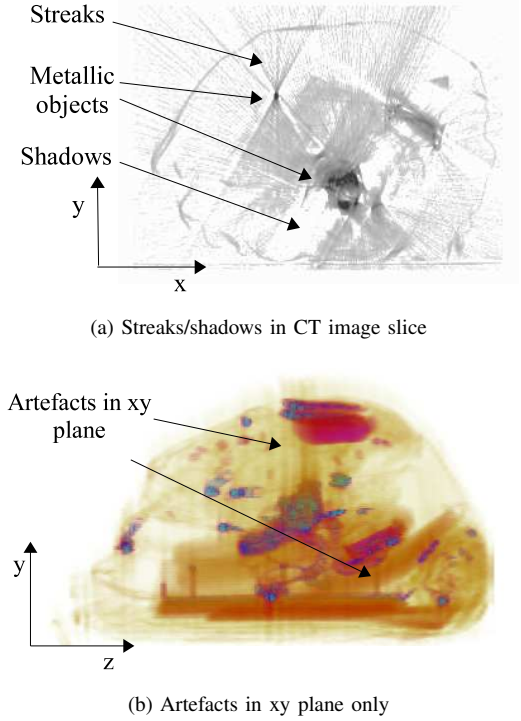 Streaks
Metallic
objects
Shadows
y
x
(a) Streaks/shadows in CT image slice
Artefacts in xy
plane
y
z
(b) Artefacts in xy plane only